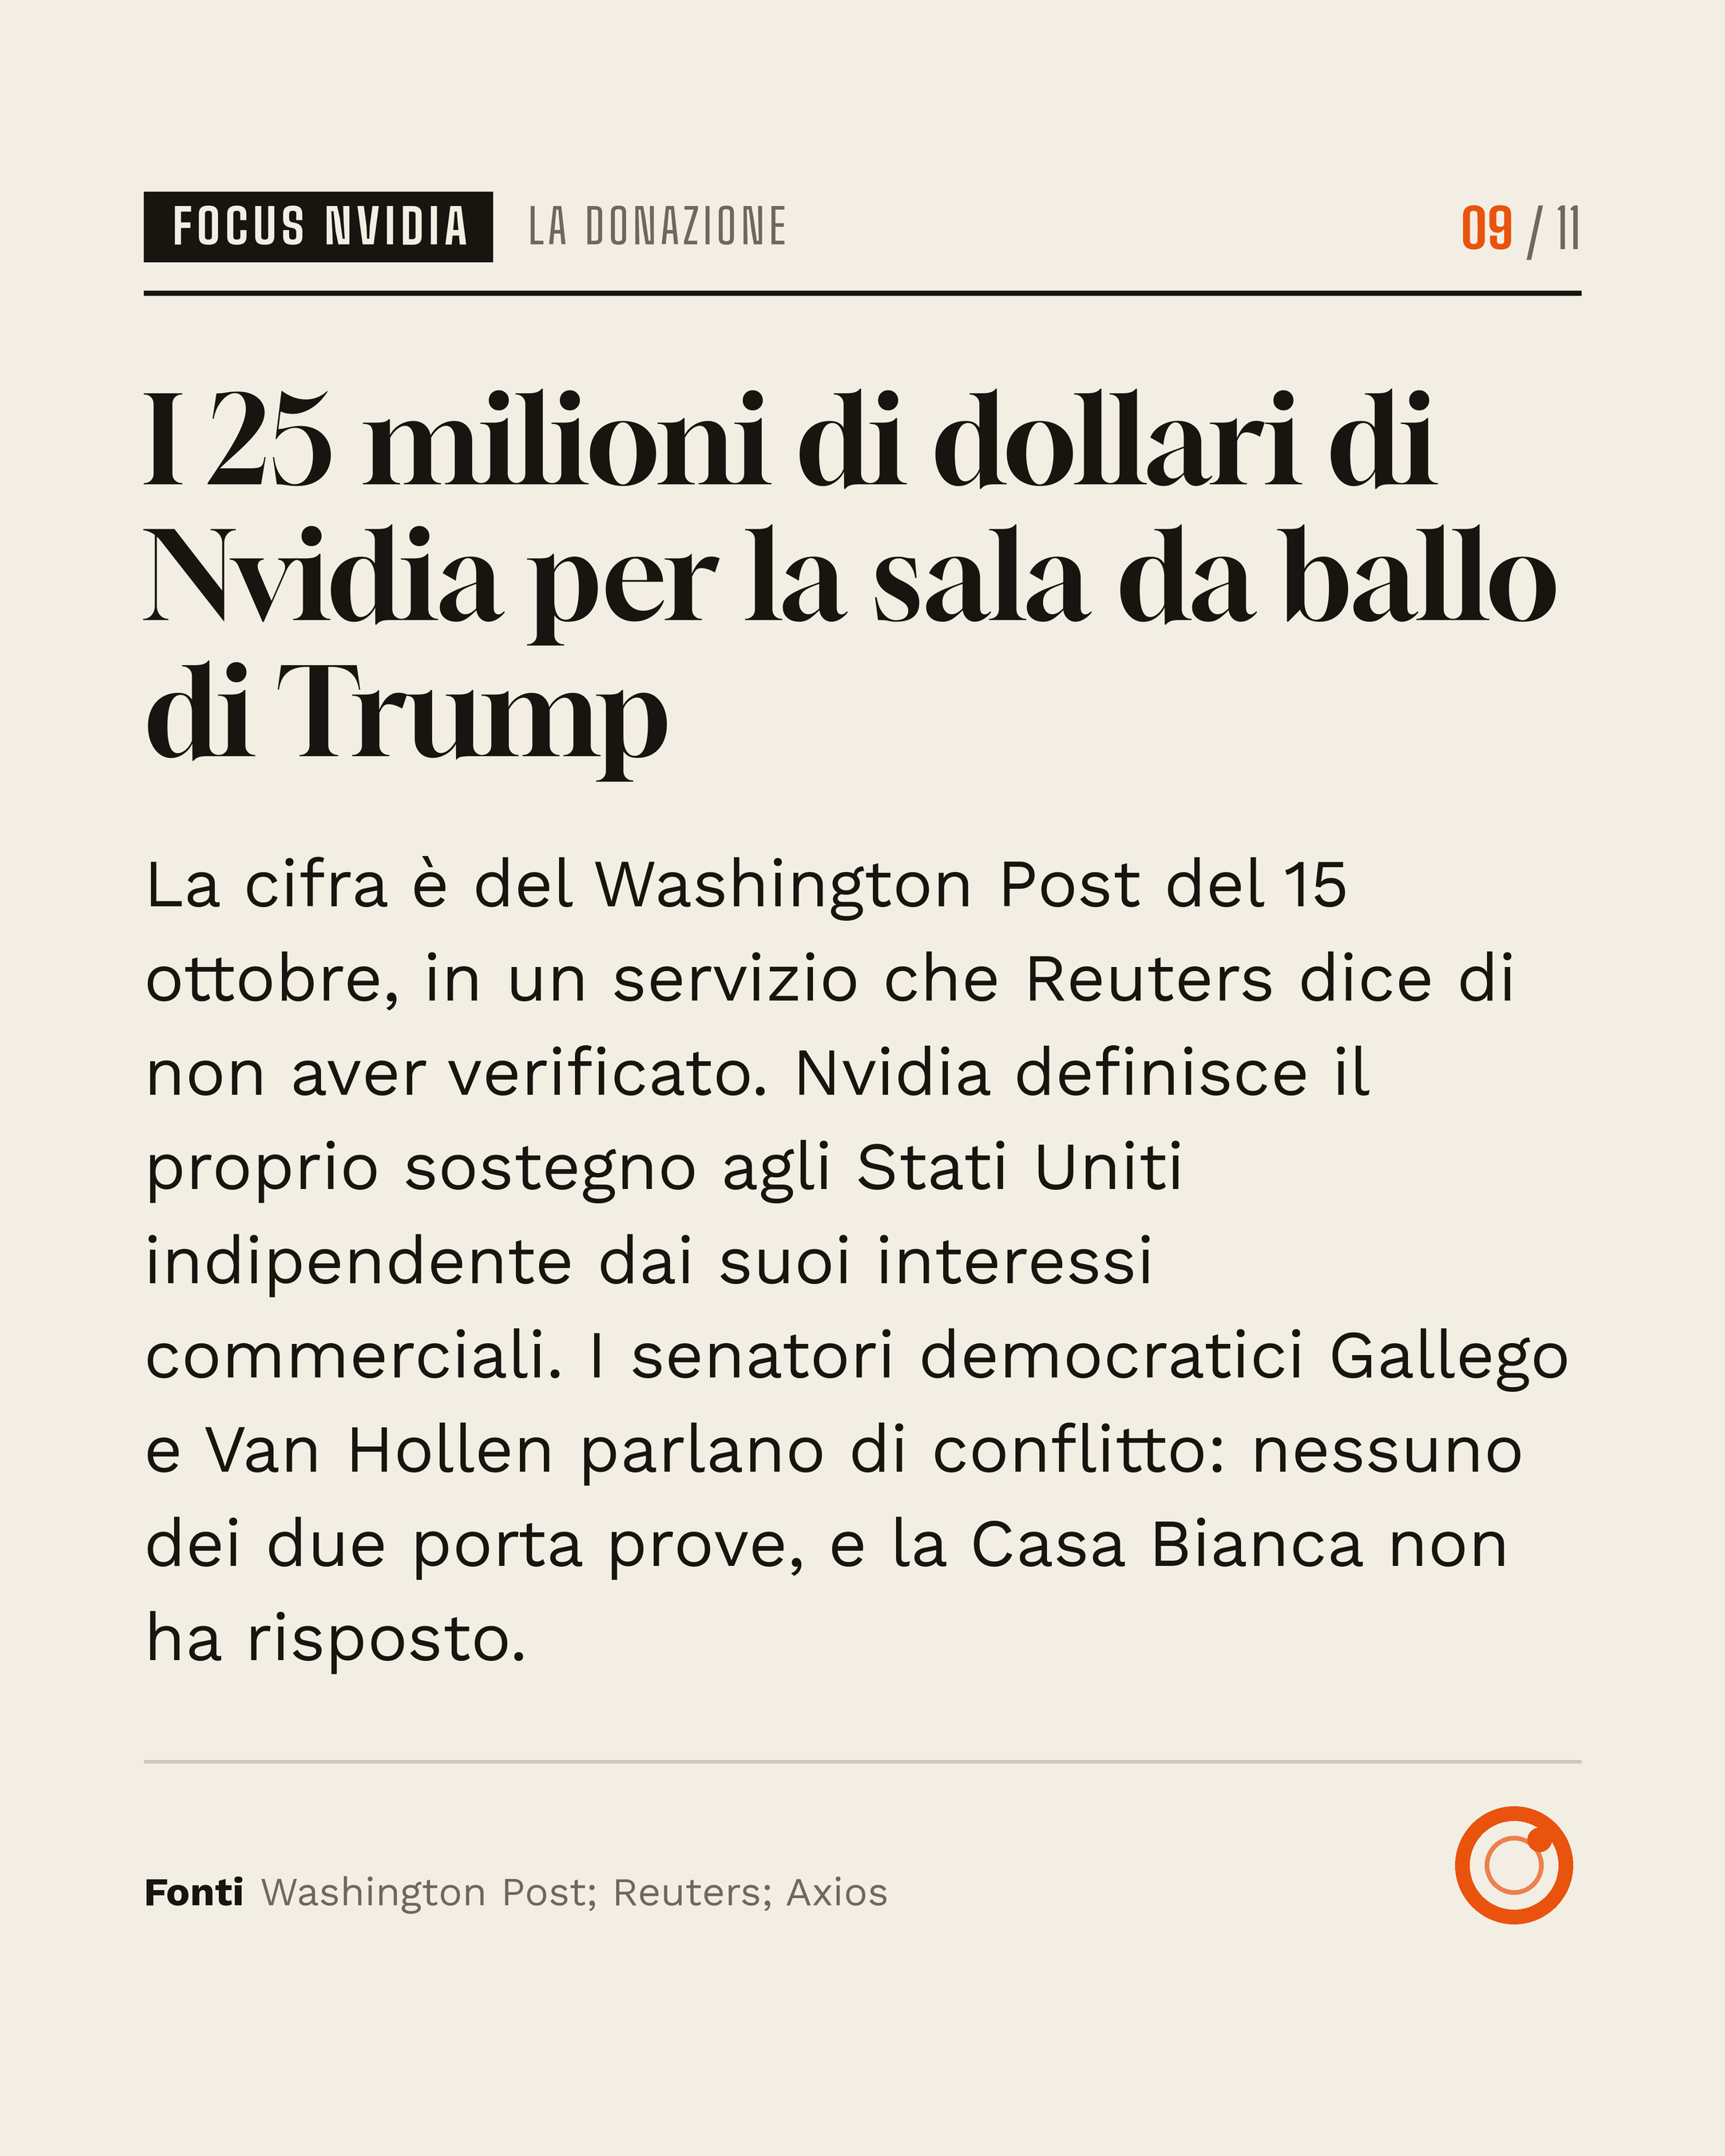 FOCUS NVIDIA LA DONAZIONE 09 / 11
I 25 milioni di dollari di
Nvidia per la sala da ballo
di Trump
La cifra è del Washington Post del 15
ottobre, in un servizio che Reuters dice di
non aver verificato. Nvidia definisce il
proprio sostegno agli Stati Uniti
indipendente dai suoi interessi
commerciali. I senatori democratici Gallego
e Van Hollen parlano di conflitto: nessuno
dei due porta prove, e la Casa Bianca non
ha risposto.
Fonti Washington Post; Reuters; Axios